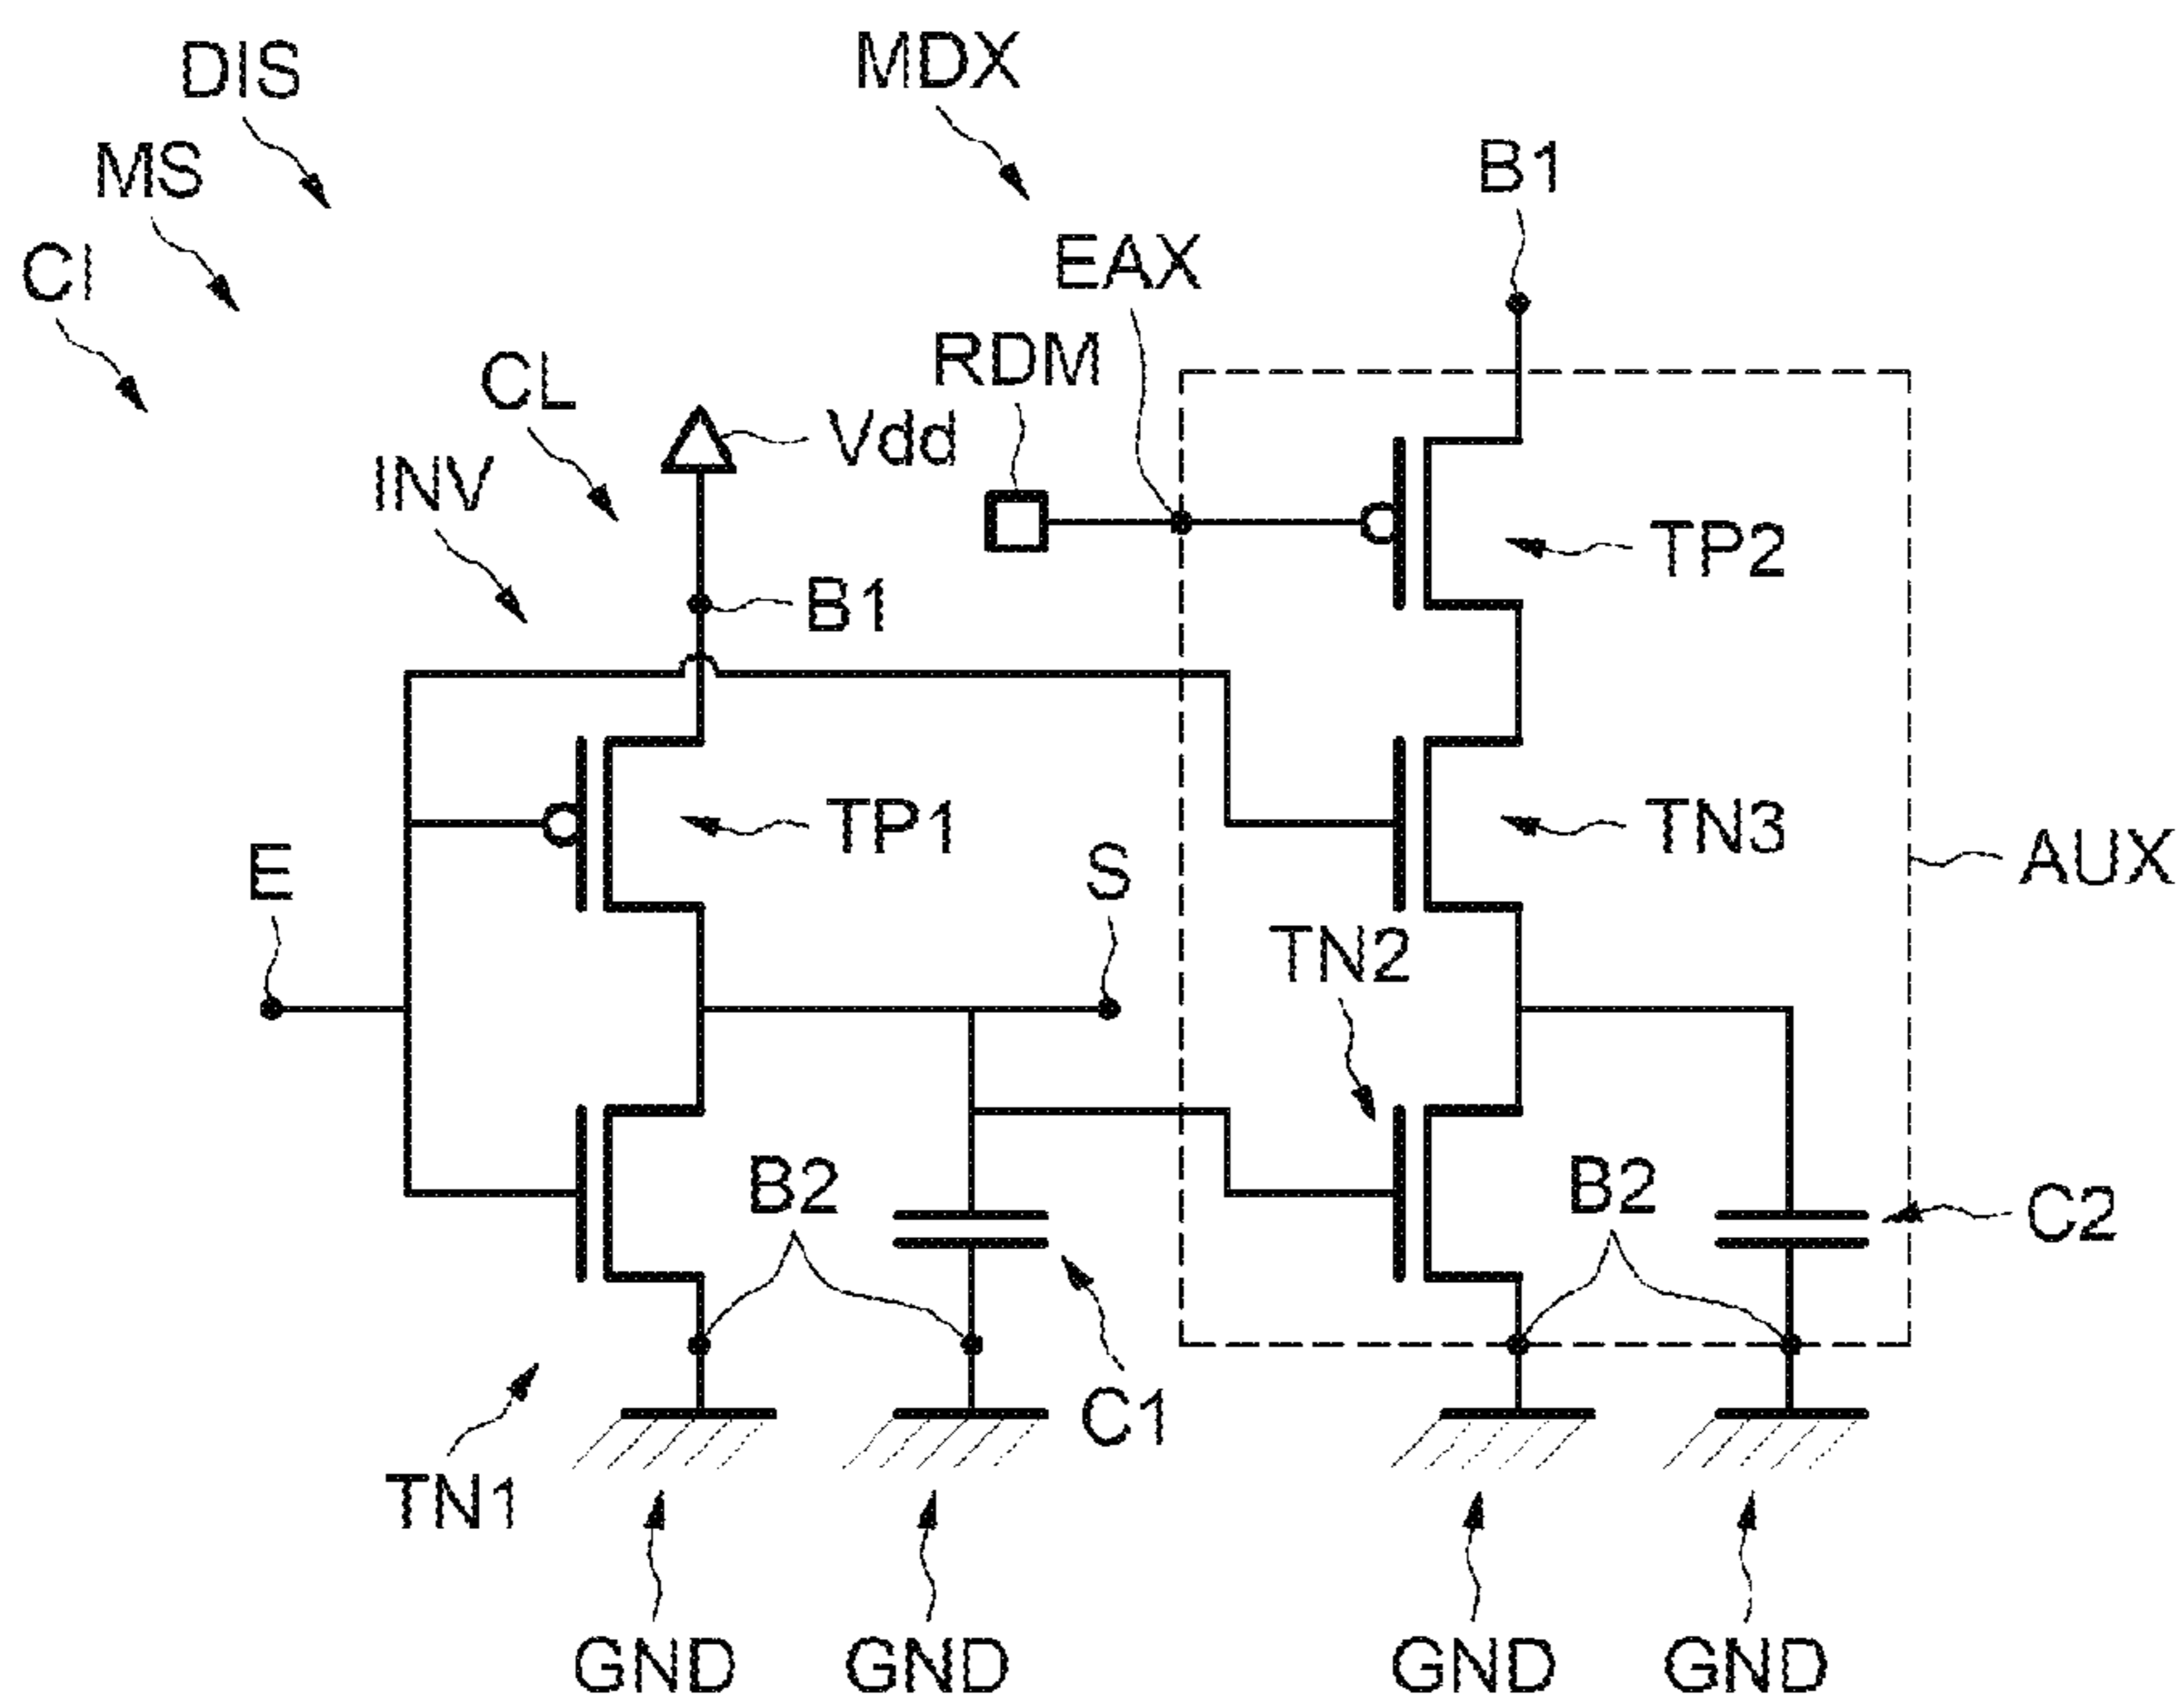 DIS
MDX
MS
B1
CI
EAX
RDM
CL
Vdd
INV
TP2
B1
TP1
TN3
E
S
AUX
TN2
B2
B2
C2
C1
TN1
GND
GND
GND
GND